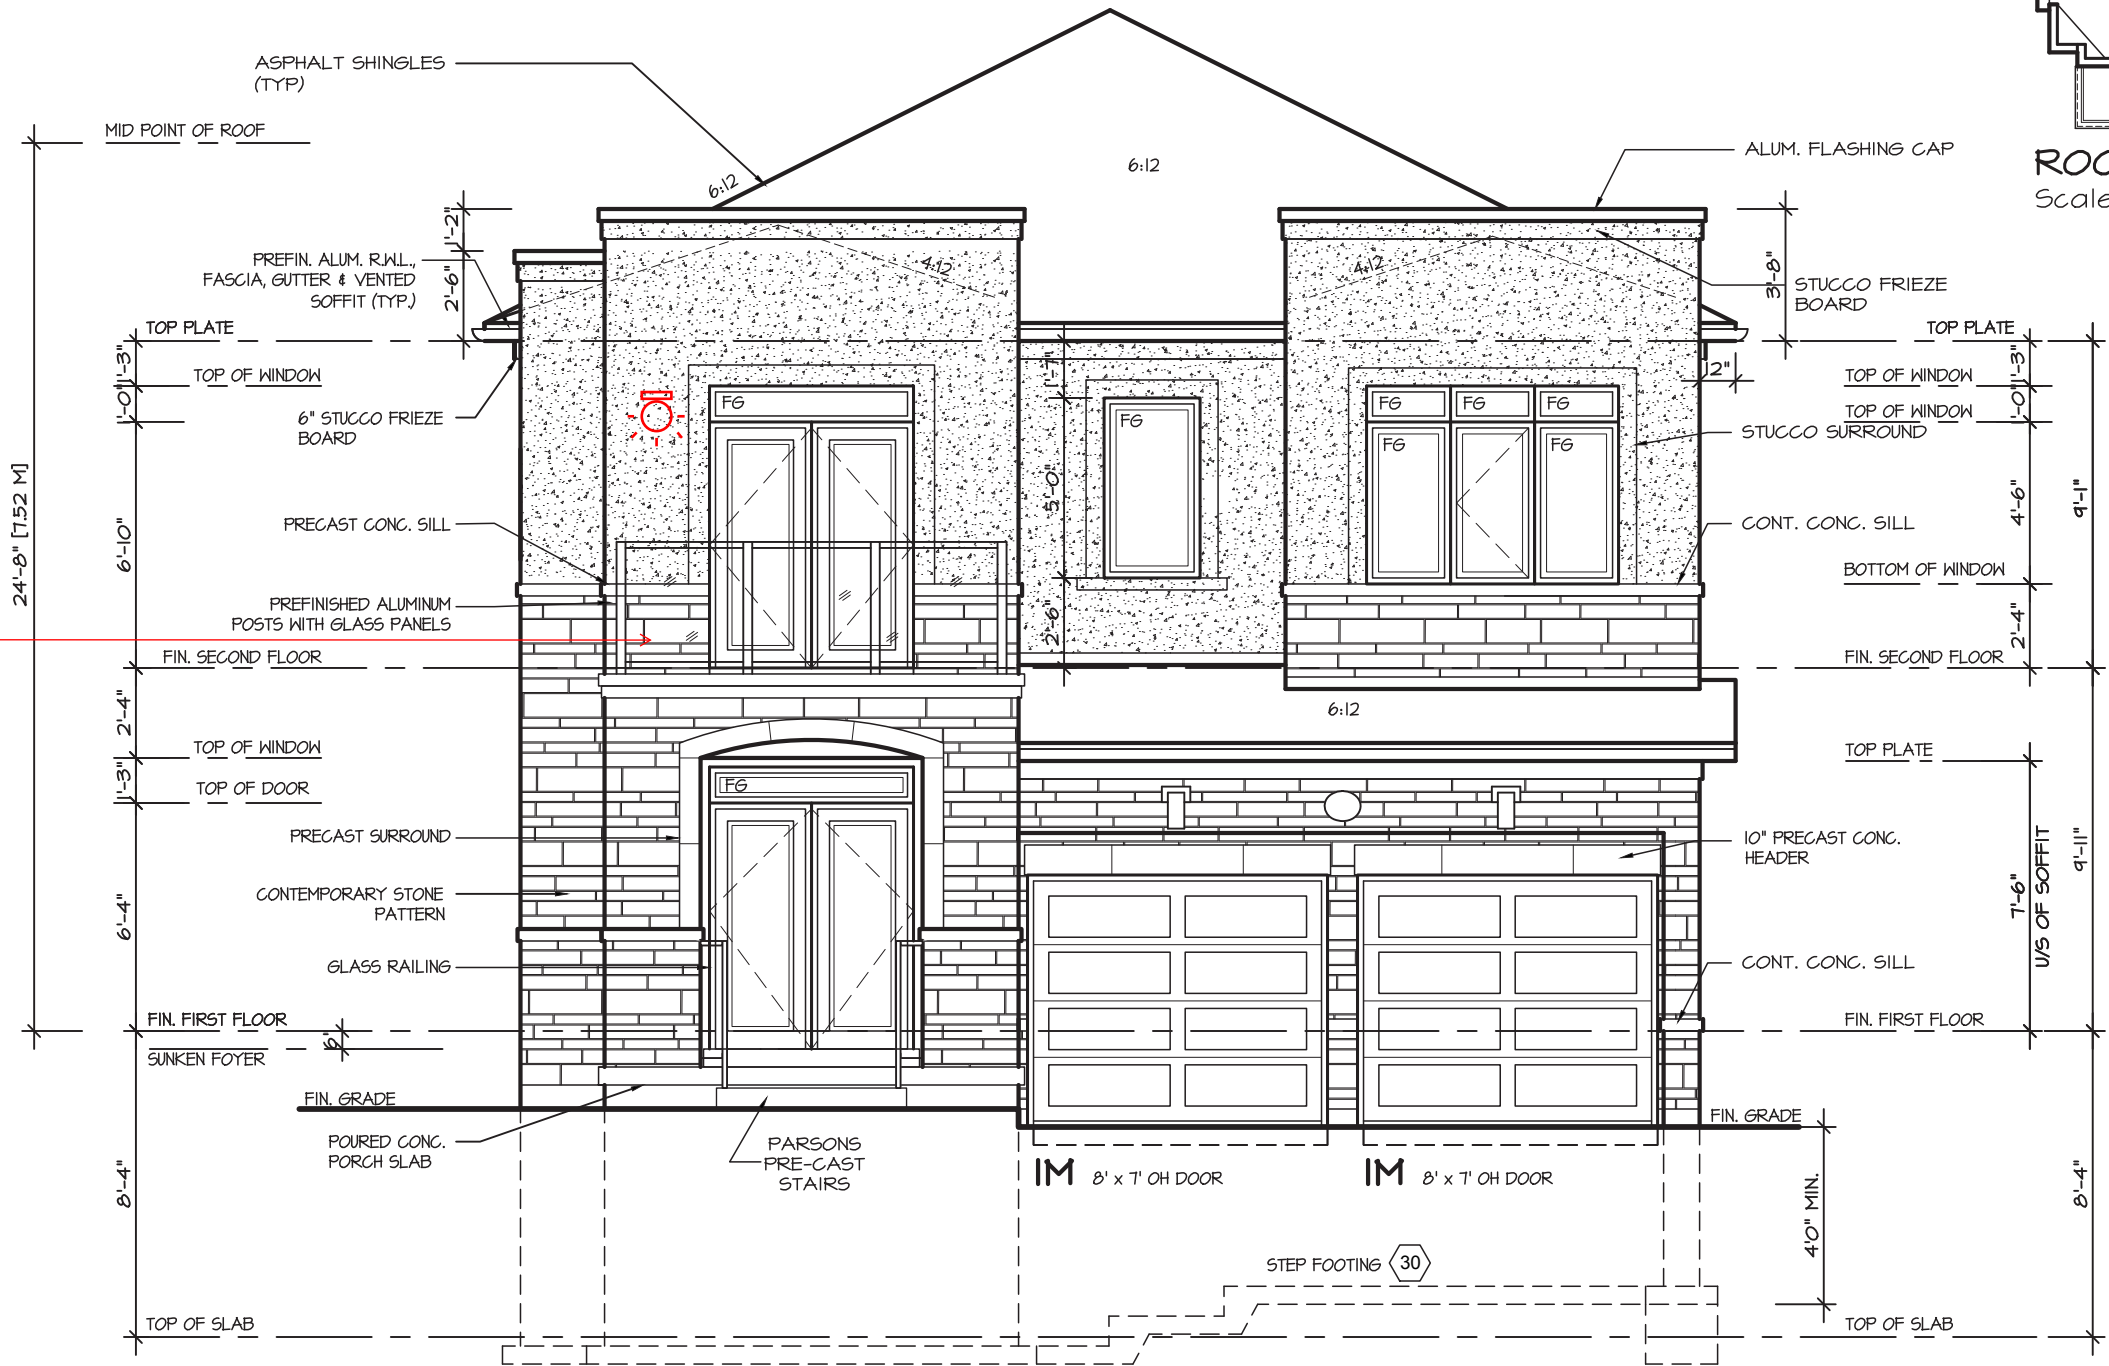 ASPHALT SHINGLES
(TYP)
MID POINT OF ROOF
6:12
6:12
ALUM. FLASHING CAP
ROO
Scale
1'-2"
2'-6"
PREFIN. ALUM. R.W.L.,
FASCIA, GUTTER & VENTED
SOFFIT (TYP.)
4:12
4:12
3'-8"
STUCCO FRIEZE
BOARD
TOP PLATE
TOP PLATE
1'-3"
TOP OF WINDOW
1'-0"
6" STUCCO FRIEZE
BOARD
1'-7"
12"
1'-3"
TOP OF WINDOW
1'-0"
TOP OF WINDOW
STUCCO SURROUND
FG
FG
FG
FG
FG
FG
FG
24'-8" [7.52 M]
6'-10"
5'-0"
4'-6"
9'-1"
PRECAST CONC. SILL
CONT. CONC. SILL
BOTTOM OF WINDOW
PREFINISHED ALUMINUM
POSTS WITH GLASS PANELS
2'-6"
2'-4"
FIN. SECOND FLOOR
FIN. SECOND FLOOR
2'-4"
6:12
TOP OF WINDOW
TOP PLATE
1'-3"
TOP OF DOOR
FG
PRECAST SURROUND
10" PRECAST CONC.
HEADER
CONTEMPORARY STONE
PATTERN
6'-4"
7'-6"
U/S OF SOFFIT
9'-11"
GLASS RAILING
CONT. CONC. SILL
FIN. FIRST FLOOR
FIN. FIRST FLOOR
6"
SUNKEN FOYER
FIN. GRADE
FIN. GRADE
POURED CONC.
PORCH SLAB
PARSONS
PRE-CAST
STAIRS
1M 8' x 7' OH DOOR
1M 8' x 7' OH DOOR
8'-4"
4'0" MIN.
8'-4"
STEP FOOTING 30
TOP OF SLAB
TOP OF SLAB